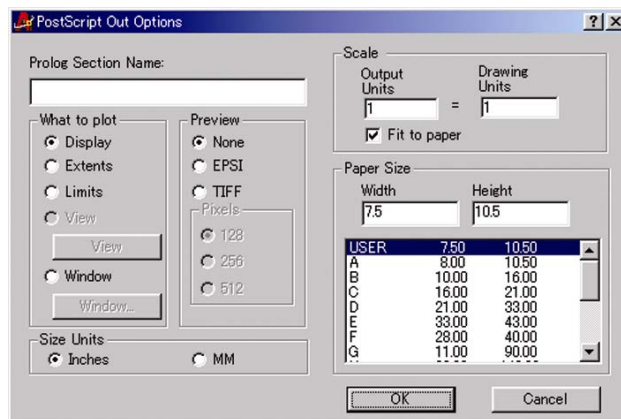 PostScript Out Options
Prolog Section Name:
What to plot
Display
Extents
Limits
View
View
Window
Window...
Preview
None
EPSI
TIFF
Pixels
128
256
512
Size Units
Inches
MM
Scale
Output Units
Drawing Units
1 = 1
Fit to paper
Paper Size
Width
Height
7.5
10.5
USER 7.50 10.50
A 8.00 10.50
B 10.00 16.00
C 16.00 21.00
D 21.00 33.00
E 33.00 43.00
F 28.00 40.00
G 11.00 90.00
OK
Cancel